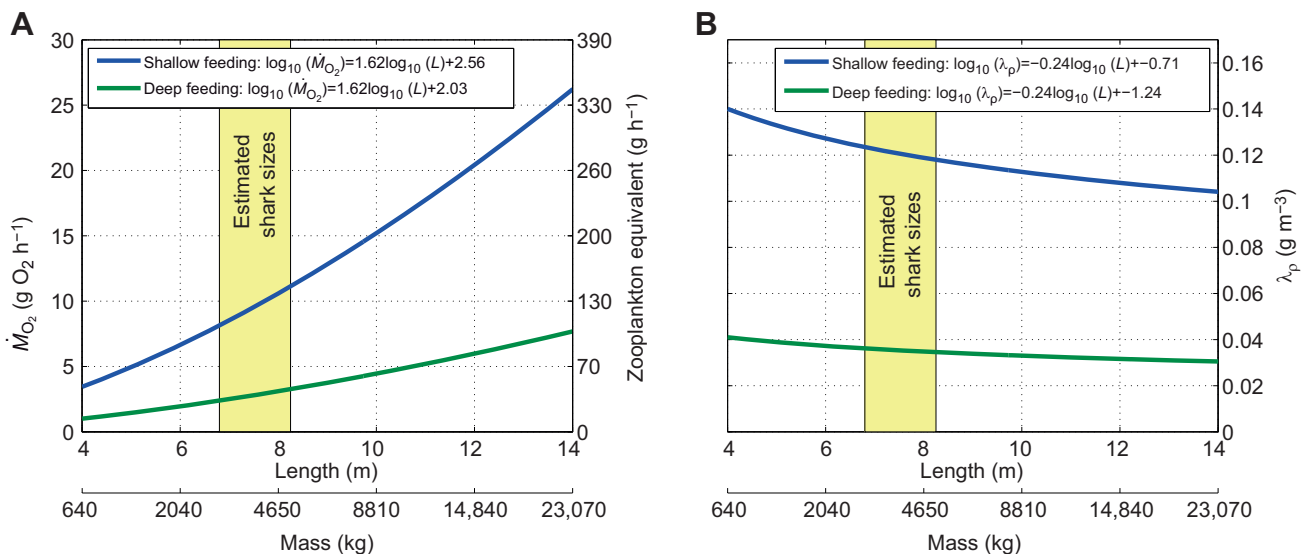 A
30
25
20
15
10
5
0
ṀO₂ (g O₂ h⁻¹)
Shallow feeding: log₁₀ (ṀO₂)=1.62log₁₀ (L)+2.56
Deep feeding: log₁₀ (ṀO₂)=1.62log₁₀ (L)+2.03
Estimated
shark sizes
390
330
260
200
130
70
0
Zooplankton equivalent (g h⁻¹)
4 6 8 10 12 14
Length (m)
640 2040 4650 8810 14,840 23,070
Mass (kg)
B
Shallow feeding: log₁₀ (λρ)=−0.24log₁₀ (L)+−0.71
Deep feeding: log₁₀ (λρ)=−0.24log₁₀ (L)+−1.24
Estimated
shark sizes
0.16
0.14
0.12
0.1
0.08
0.06
0.04
0.02
0
λρ (g m⁻³)
4 6 8 10 12 14
Length (m)
640 2040 4650 8810 14,840 23,070
Mass (kg)